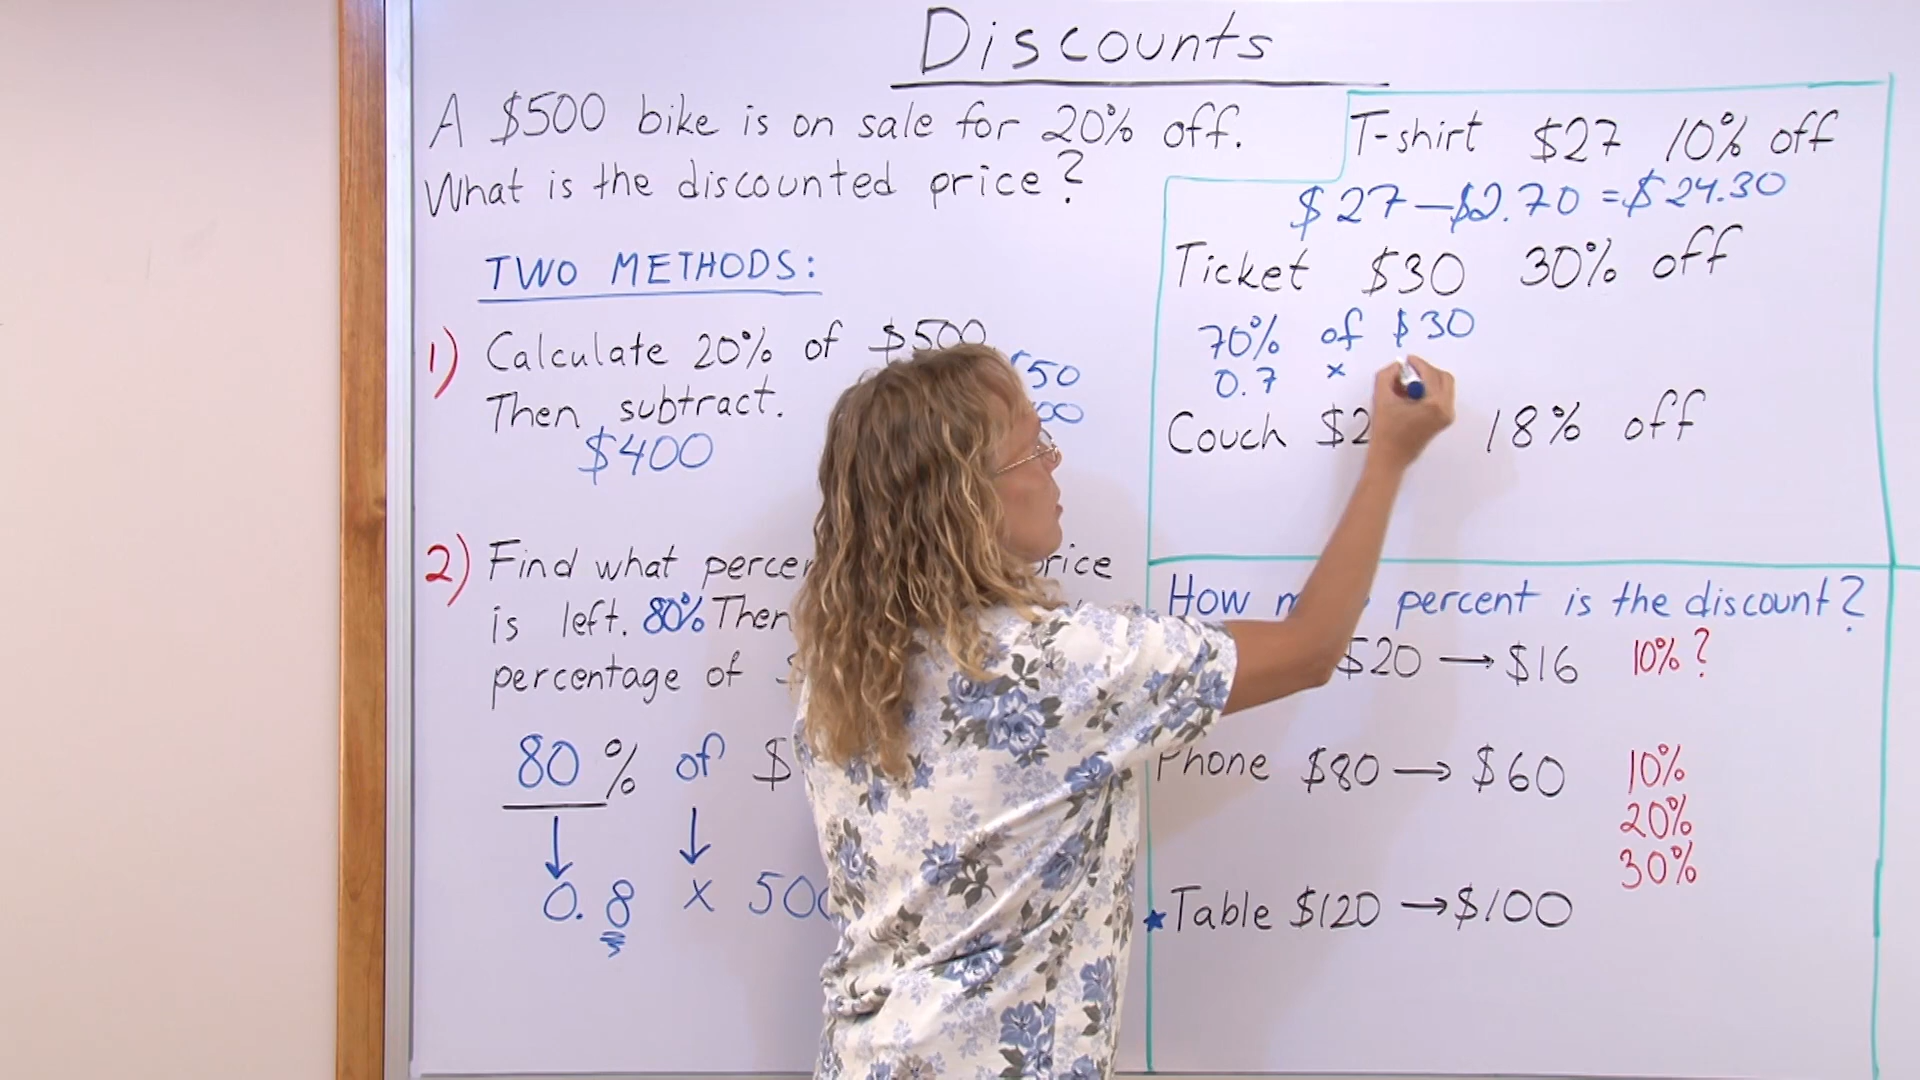 Discounts
A $500 bike is on sale for 20% off.
What is the discounted price?
TWO METHODS:
1) Calculate 20% of $500.
Then subtract.
$400
2) Find what
is left. 80% Then
percentage of
80% of $
0.8 x 500
T-shirt $27 10% off
$27 – $2.70 = $24.30
Ticket $30 30% off
70% of $30
0.7 x
Couch 18% off
How percent is the discount?
$20 → $16 10%?
Phone $80 → $60 10%
20%
30%
★ Table $120 → $100